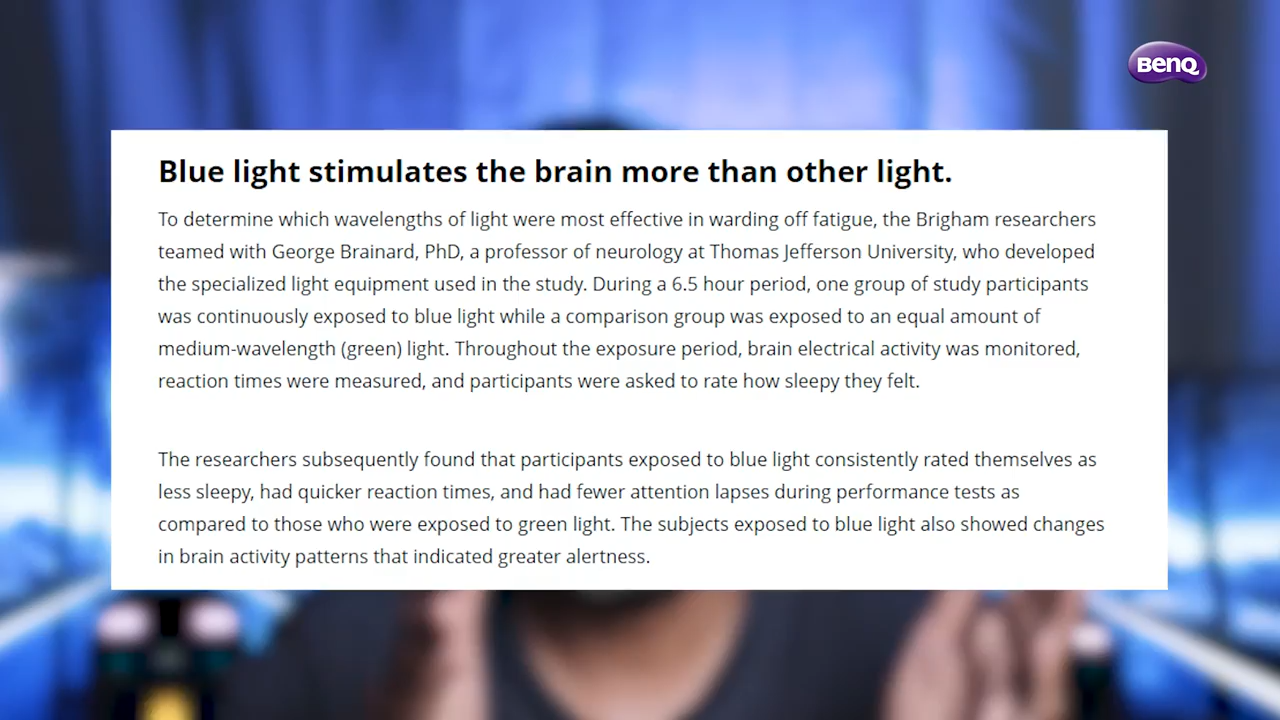 BenQ
Blue light stimulates the brain more than other light.
To determine which wavelengths of light were most effective in warding off fatigue, the Brigham researchers
teamed with George Brainard, PhD, a professor of neurology at Thomas Jefferson University, who developed
the specialized light equipment used in the study. During a 6.5 hour period, one group of study participants
was continuously exposed to blue light while a comparison group was exposed to an equal amount of
medium-wavelength (green) light. Throughout the exposure period, brain electrical activity was monitored,
reaction times were measured, and participants were asked to rate how sleepy they felt.
The researchers subsequently found that participants exposed to blue light consistently rated themselves as
less sleepy, had quicker reaction times, and had fewer attention lapses during performance tests as
compared to those who were exposed to green light. The subjects exposed to blue light also showed changes
in brain activity patterns that indicated greater alertness.